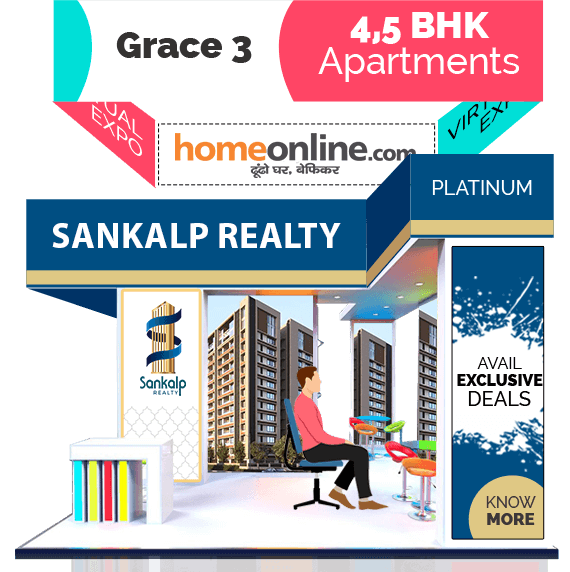 Grace 3
4,5 BHK
Apartments
EXPO
homeonline.com
ढूंढो घर, बेफिकर
PLATINUM
SANKALP REALTY
Sankalp
REALTY
AVAIL
EXCLUSIVE
DEALS
KNOW
MORE